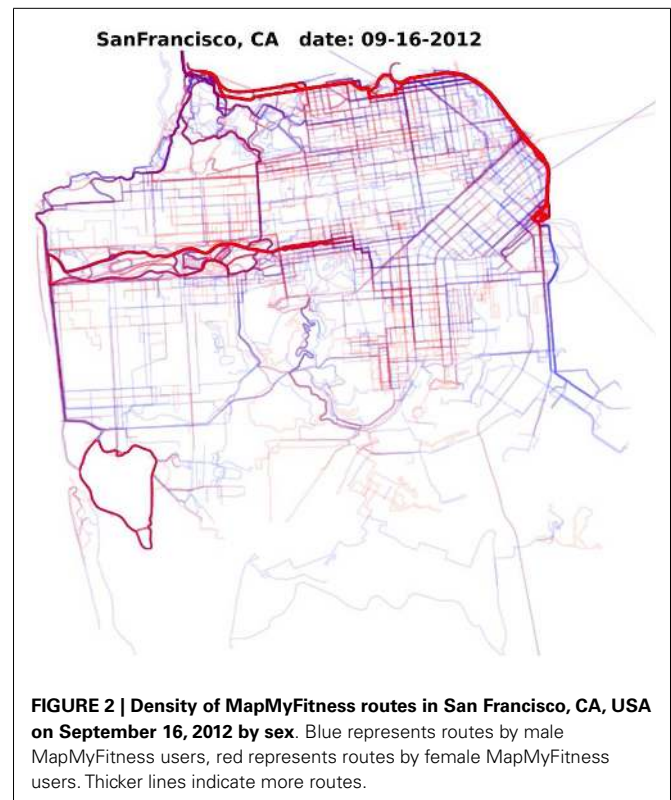 SanFrancisco, CA date: 09-16-2012
FIGURE 2 | Density of MapMyFitness routes in San Francisco, CA, USA
on September 16, 2012 by sex. Blue represents routes by male
MapMyFitness users, red represents routes by female MapMyFitness
users. Thicker lines indicate more routes.